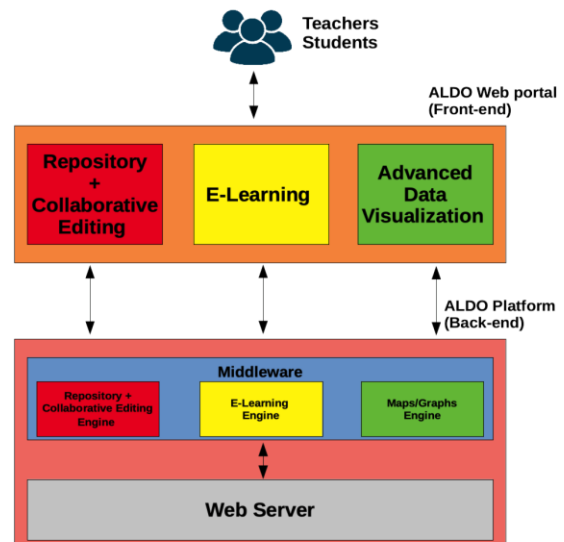 Teachers
Students
ALDO Web portal
(Front-end)
Repository
+
Collaborative
Editing
E-Learning
Advanced
Data
Visualization
ALDO Platform
(Back-end)
Middleware
Repository +
Collaborative Editing
Engine
E-Learning
Engine
Maps/Graphs
Engine
Web Server